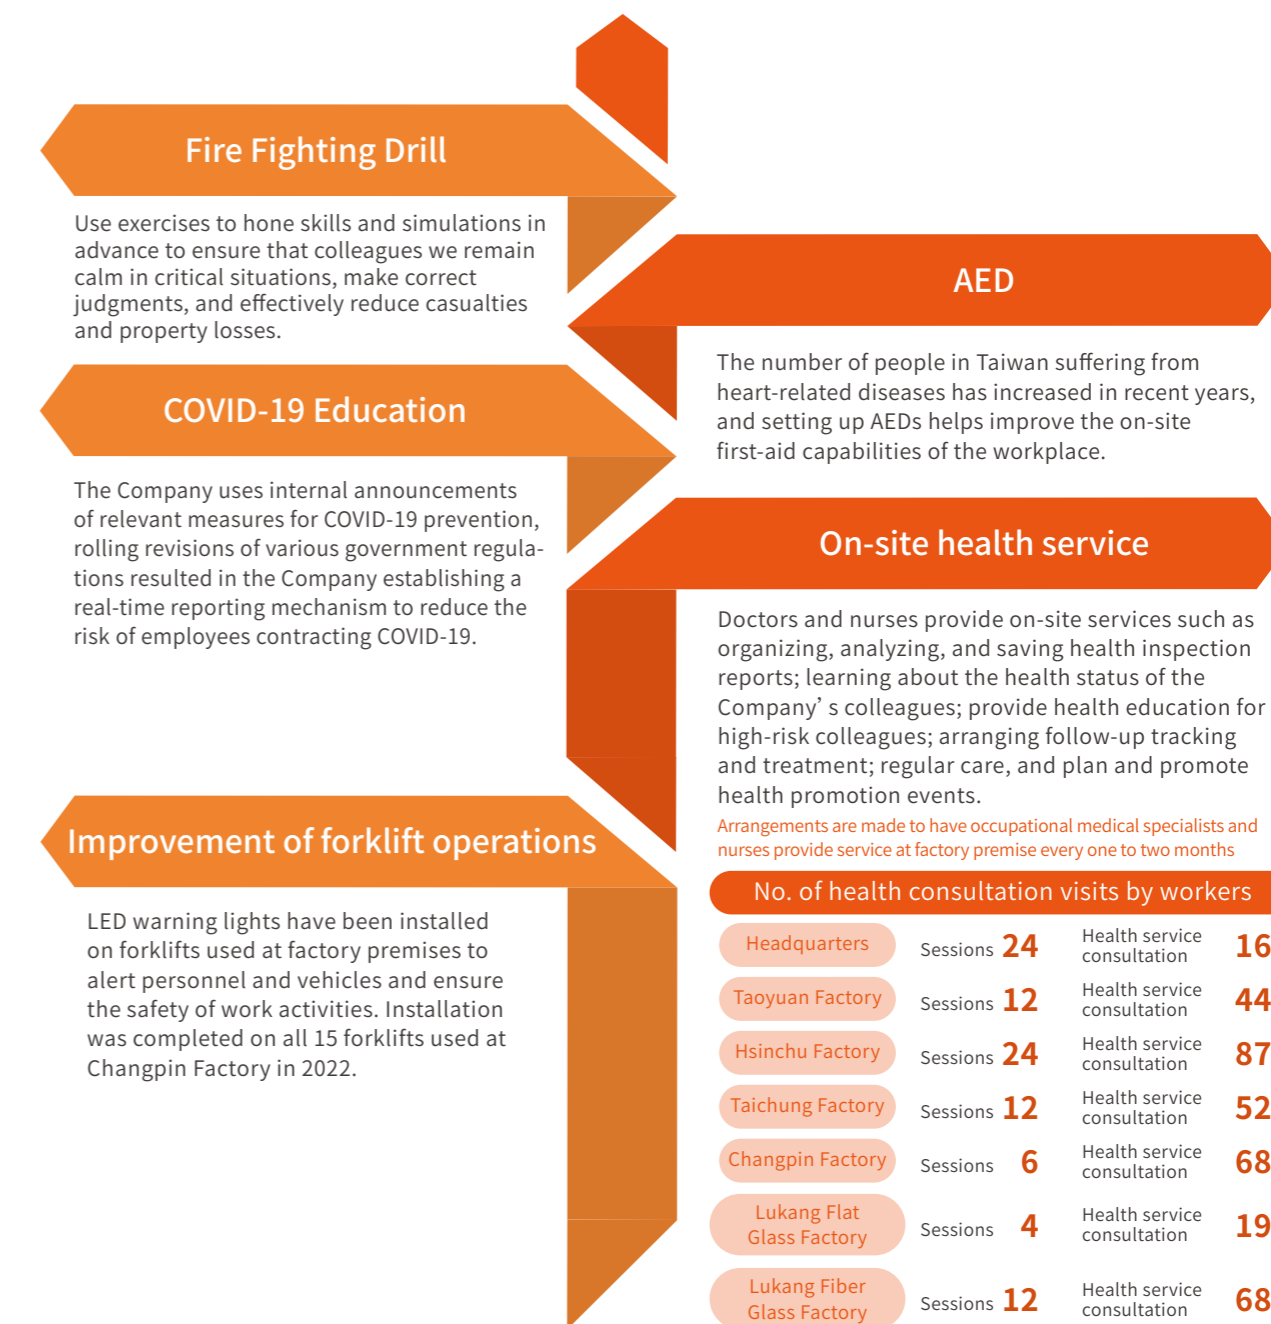 Fire Fighting Drill
Use exercises to hone skills and simulations in
advance to ensure that colleagues we remain
calm in critical situations, make correct
judgments, and effectively reduce casualties
and property losses.
AED
The number of people in Taiwan suffering from
heart-related diseases has increased in recent years,
and setting up AEDs helps improve the on-site
first-aid capabilities of the workplace.
COVID-19 Education
The Company uses internal announcements
of relevant measures for COVID-19 prevention,
rolling revisions of various government regula-
tions resulted in the Company establishing a
real-time reporting mechanism to reduce the
risk of employees contracting COVID-19.
On-site health service
Doctors and nurses provide on-site services such as
organizing, analyzing, and saving health inspection
reports; learning about the health status of the
Company’ s colleagues; provide health education for
high-risk colleagues; arranging follow-up tracking
and treatment; regular care, and plan and promote
health promotion events.
Arrangements are made to have occupational medical specialists and
nurses provide service at factory premise every one to two months
Improvement of forklift operations
LED warning lights have been installed
on forklifts used at factory premises to
alert personnel and vehicles and ensure
the safety of work activities. Installation
was completed on all 15 forklifts used at
Changpin Factory in 2022.
No. of health consultation visits by workers
Headquarters Sessions 24 Health service consultation 16
Taoyuan Factory Sessions 12 Health service consultation 44
Hsinchu Factory Sessions 24 Health service consultation 87
Taichung Factory Sessions 12 Health service consultation 52
Changpin Factory Sessions 6 Health service consultation 68
Lukang Flat Glass Factory Sessions 4 Health service consultation 19
Lukang Fiber Glass Factory Sessions 12 Health service consultation 68